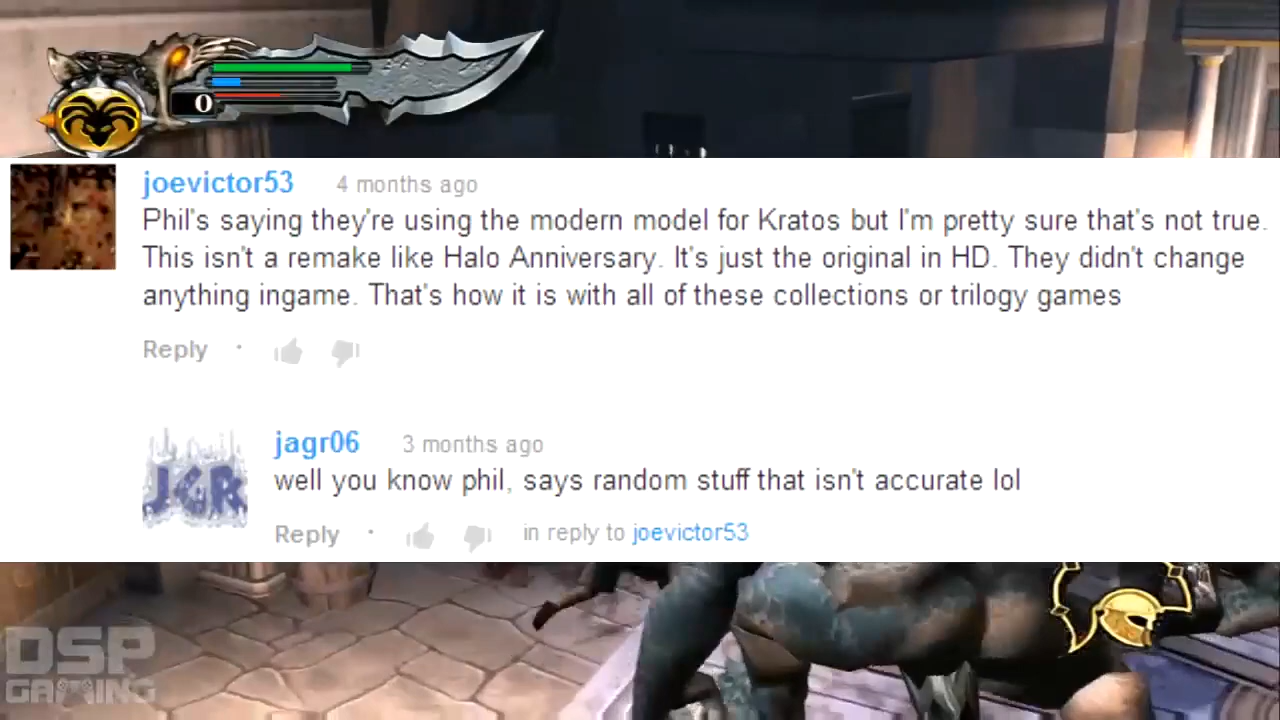 0
joevictor53 4 months ago
Phil's saying they're using the modern model for Kratos but I'm pretty sure that's not true.
This isn't a remake like Halo Anniversary. It's just the original in HD. They didn't change
anything ingame. That's how it is with all of these collections or trilogy games
Reply ·
JGR
jagr06 3 months ago
well you know phil, says random stuff that isn't accurate lol
Reply · in reply to joevictor53
DSP
GAMING